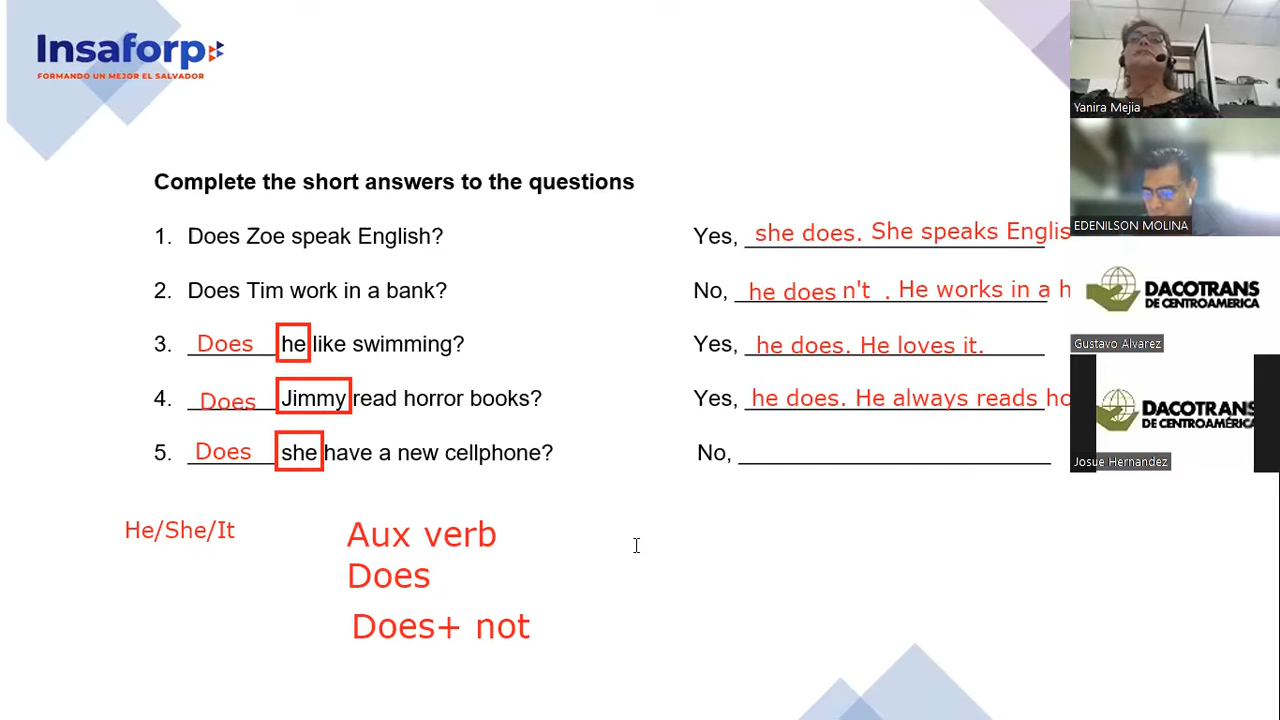 Insaforp
FORMANDO UN MEJOR EL SALVADOR
Complete the short answers to the questions
1. Does Zoe speak English? Yes, she does. She speaks Englis
2. Does Tim work in a bank? No, he does n't . He works in a h
3. Does he like swimming? Yes, he does. He loves it.
4. Does Jimmy read horror books? Yes, he does. He always reads ho
5. Does she have a new cellphone? No,
He/She/It
Aux verb
Does
Does+ not
Yanira Mejia
EDENILSON MOLINA
DACOTRANS
DE CENTROAMERICA
Gustavo Alvarez
DACOTRANS
DE CENTROAMÉRICA
Josue Hernandez